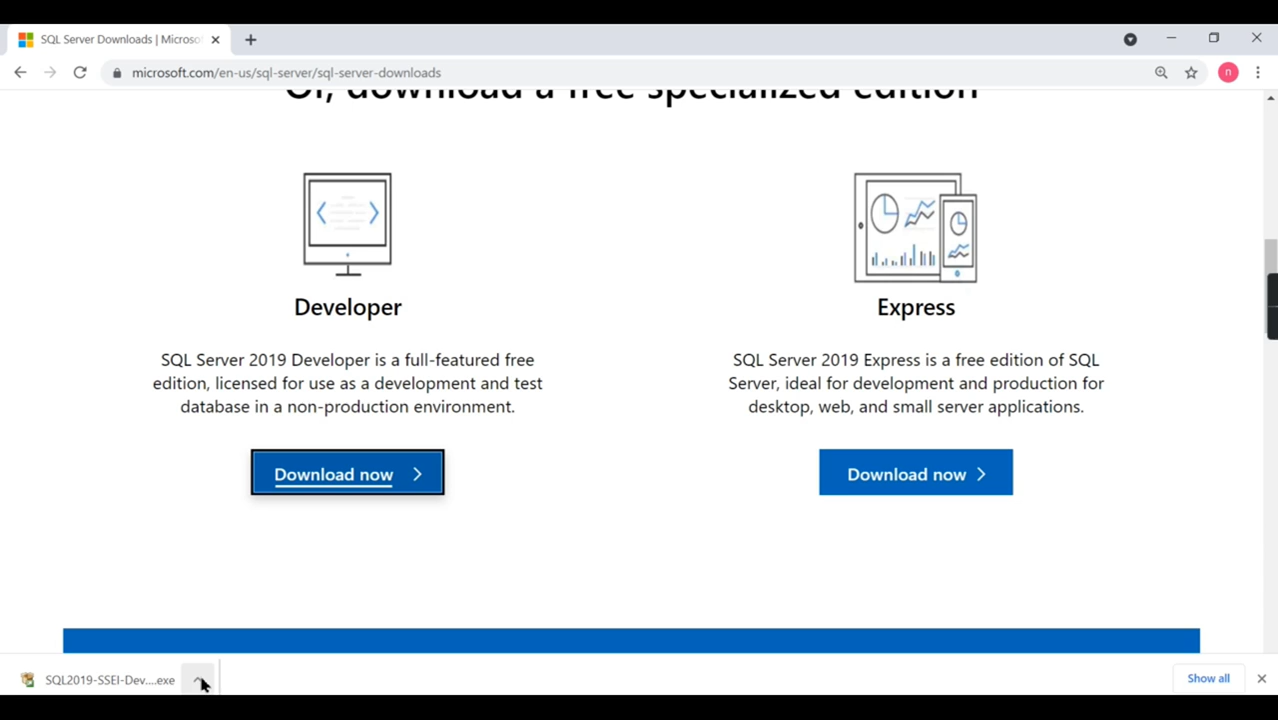 SQL Server Downloads | Microso
microsoft.com/en-us/sql-server/sql-server-downloads
n
Or, download a free specialized edition
Developer
SQL Server 2019 Developer is a full-featured free
edition, licensed for use as a development and test
database in a non-production environment.
Download now
Express
SQL Server 2019 Express is a free edition of SQL
Server, ideal for development and production for
desktop, web, and small server applications.
Download now
SQL2019-SSEI-Dev....exe
Show all